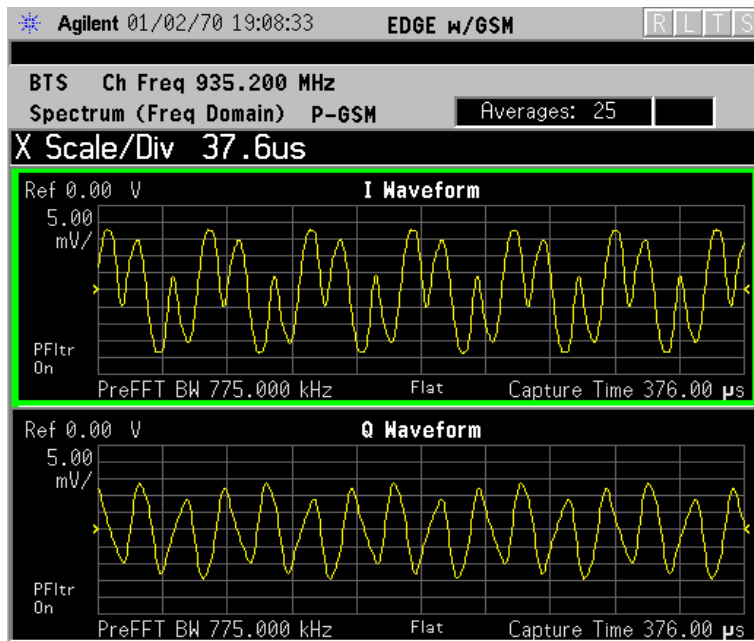 Agilent 01/02/70 19:08:33 EDGE w/GSM R L T S
BTS Ch Freq 935.200 MHz
Spectrum (Freq Domain) P-GSM Averages: 25
X Scale/Div 37.6us
Ref 0.00 V I Waveform
5.00
mV/
PFltr
On
PreFFT BW 775.000 kHz Flat Capture Time 376.00 µs
Ref 0.00 V Q Waveform
5.00
mV/
PFltr
On
PreFFT BW 775.000 kHz Flat Capture Time 376.00 µs